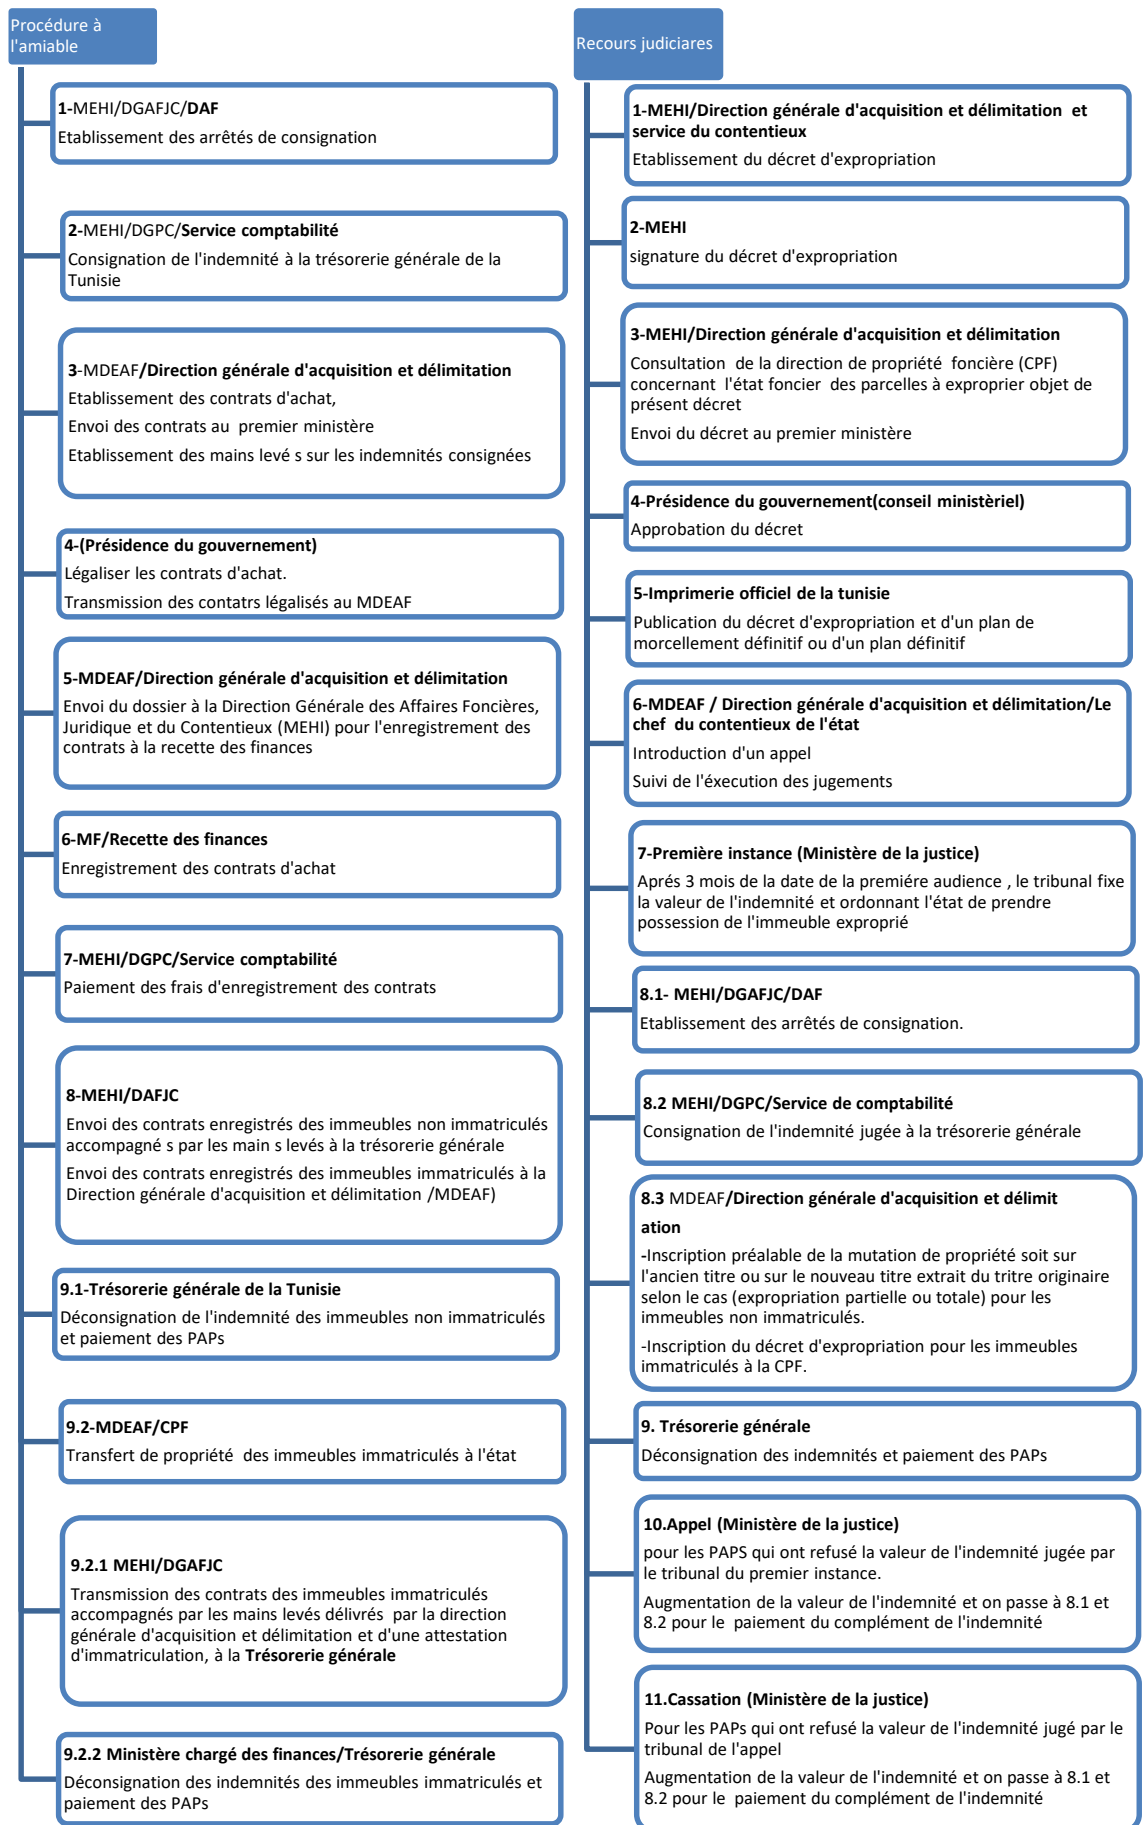 Procédure à
l'amiable
1-MEHI/DGAFJC/DAF
Etablissement des arrêtés de consignation
2-MEHI/DGPC/Service comptabilité
Consignation de l'indemnité à la trésorerie générale de la
Tunisie
3-MDEAF/Direction générale d'acquisition et délimitation
Etablissement des contrats d'achat,
Envoi des contrats au premier ministère
Etablissement des mains levé s sur les indemnités consignées
4-(Présidence du gouvernement)
Légaliser les contrats d'achat.
Transmission des contatrs légalisés au MDEAF
5-MDEAF/Direction générale d'acquisition et délimitation
Envoi du dossier à la Direction Générale des Affaires Foncières,
Juridique et du Contentieux (MEHI) pour l'enregistrement des
contrats à la recette des finances
6-MF/Recette des finances
Enregistrement des contrats d'achat
7-MEHI/DGPC/Service comptabilité
Paiement des frais d'enregistrement des contrats
8-MEHI/DAFJC
Envoi des contrats enregistrés des immeubles non immatriculés
accompagné s par les main s levés à la trésorerie générale
Envoi des contrats enregistrés des immeubles immatriculés à la
Direction générale d'acquisition et délimitation /MDEAF)
9.1-Trésorerie générale de la Tunisie
Déconsignation de l'indemnité des immeubles non immatriculés
et paiement des PAPs
9.2-MDEAF/CPF
Transfert de propriété des immeubles immatriculés à l'état
9.2.1 MEHI/DGAFJC
Transmission des contrats des immeubles immatriculés
accompagnés par les mains levés délivrés par la direction
générale d'acquisition et délimitation et d'une attestation
d'immatriculation, à la Trésorerie générale
9.2.2 Ministère chargé des finances/Trésorerie générale
Déconsignation des indemnités des immeubles immatriculés et
paiement des PAPs
Recours judiciares
1-MEHI/Direction générale d'acquisition et délimitation et
service du contentieux
Etablissement du décret d'expropriation
2-MEHI
signature du décret d'expropriation
3-MEHI/Direction générale d'acquisition et délimitation
Consultation de la direction de propriété foncière (CPF)
concernant l'état foncier des parcelles à exproprier objet de
présent décret
Envoi du décret au premier ministère
4-Présidence du gouvernement(conseil ministèriel)
Approbation du décret
5-Imprimerie officiel de la tunisie
Publication du décret d'expropriation et d'un plan de
morcellement définitif ou d'un plan définitif
6-MDEAF / Direction générale d'acquisition et délimitation/Le
chef du contentieux de l'état
Introduction d'un appel
Suivi de l'éxecution des jugements
7-Première instance (Ministère de la justice)
Aprés 3 mois de la date de la premiére audience , le tribunal fixe
la valeur de l'indemnité et ordonnant l'état de prendre
possession de l'immeuble exproprié
8.1- MEHI/DGAFJC/DAF
Etablissement des arrêtés de consignation.
8.2 MEHI/DGPC/Service de comptabilité
Consignation de l'indemnité jugée à la trésorerie générale
8.3 MDEAF/Direction générale d'acquisition et délimit
ation
-Inscription préalable de la mutation de propriété soit sur
l'ancien titre ou sur le nouveau titre extrait du tritre originaire
selon le cas (expropriation partielle ou totale) pour les
immeubles non immatriculés.
-Inscription du décret d'expropriation pour les immeubles
immatriculés à la CPF.
9. Trésorerie générale
Déconsignation des indemnités et paiement des PAPs
10.Appel (Ministère de la justice)
pour les PAPS qui ont refusé la valeur de l'indemnité jugée par
le tribunal du premier instance.
Augmentation de la valeur de l'indemnité et on passe à 8.1 et
8.2 pour le paiement du complément de l'indemnité
11.Cassation (Ministère de la justice)
Pour les PAPs qui ont refusé la valeur de l'indemnité jugé par le
tribunal de l'appel
Augmentation de la valeur de l'indemnité et on passe à 8.1 et
8.2 pour le paiement du complément de l'indemnité